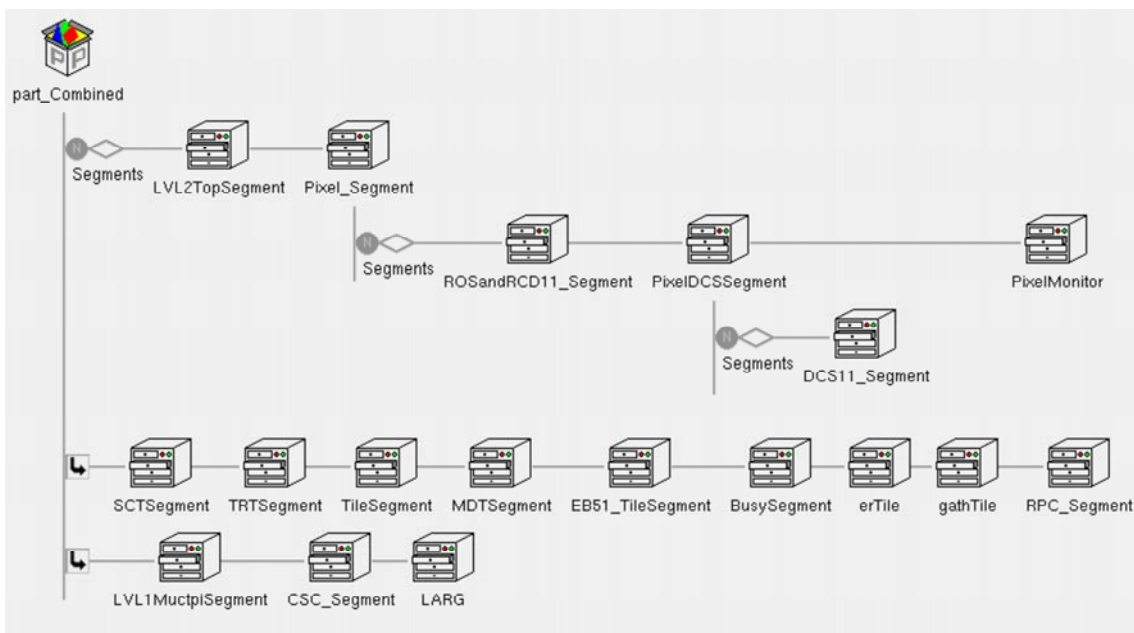 part_Combined
N
Segments
LVL2TopSegment Pixel_Segment
N
Segments
ROSandRCD11_Segment PixelDCSSegment PixelMonitor
N
Segments
DCS11_Segment
SCTSegment TRTSegment TileSegment MDTSegment EB51_TileSegment BusySegment erTile gathTile RPC_Segment
LVL1MuctpiSegment CSC_Segment LARG